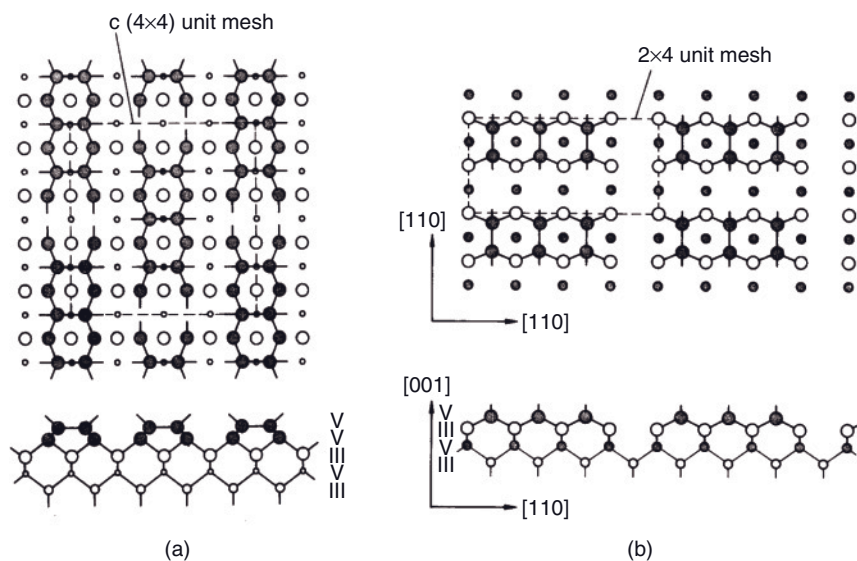 c (4×4) unit mesh
V
V
III
V
III
(a)
2×4 unit mesh
[110]
[110]
[001]
V
III
V
III
[110]
(b)